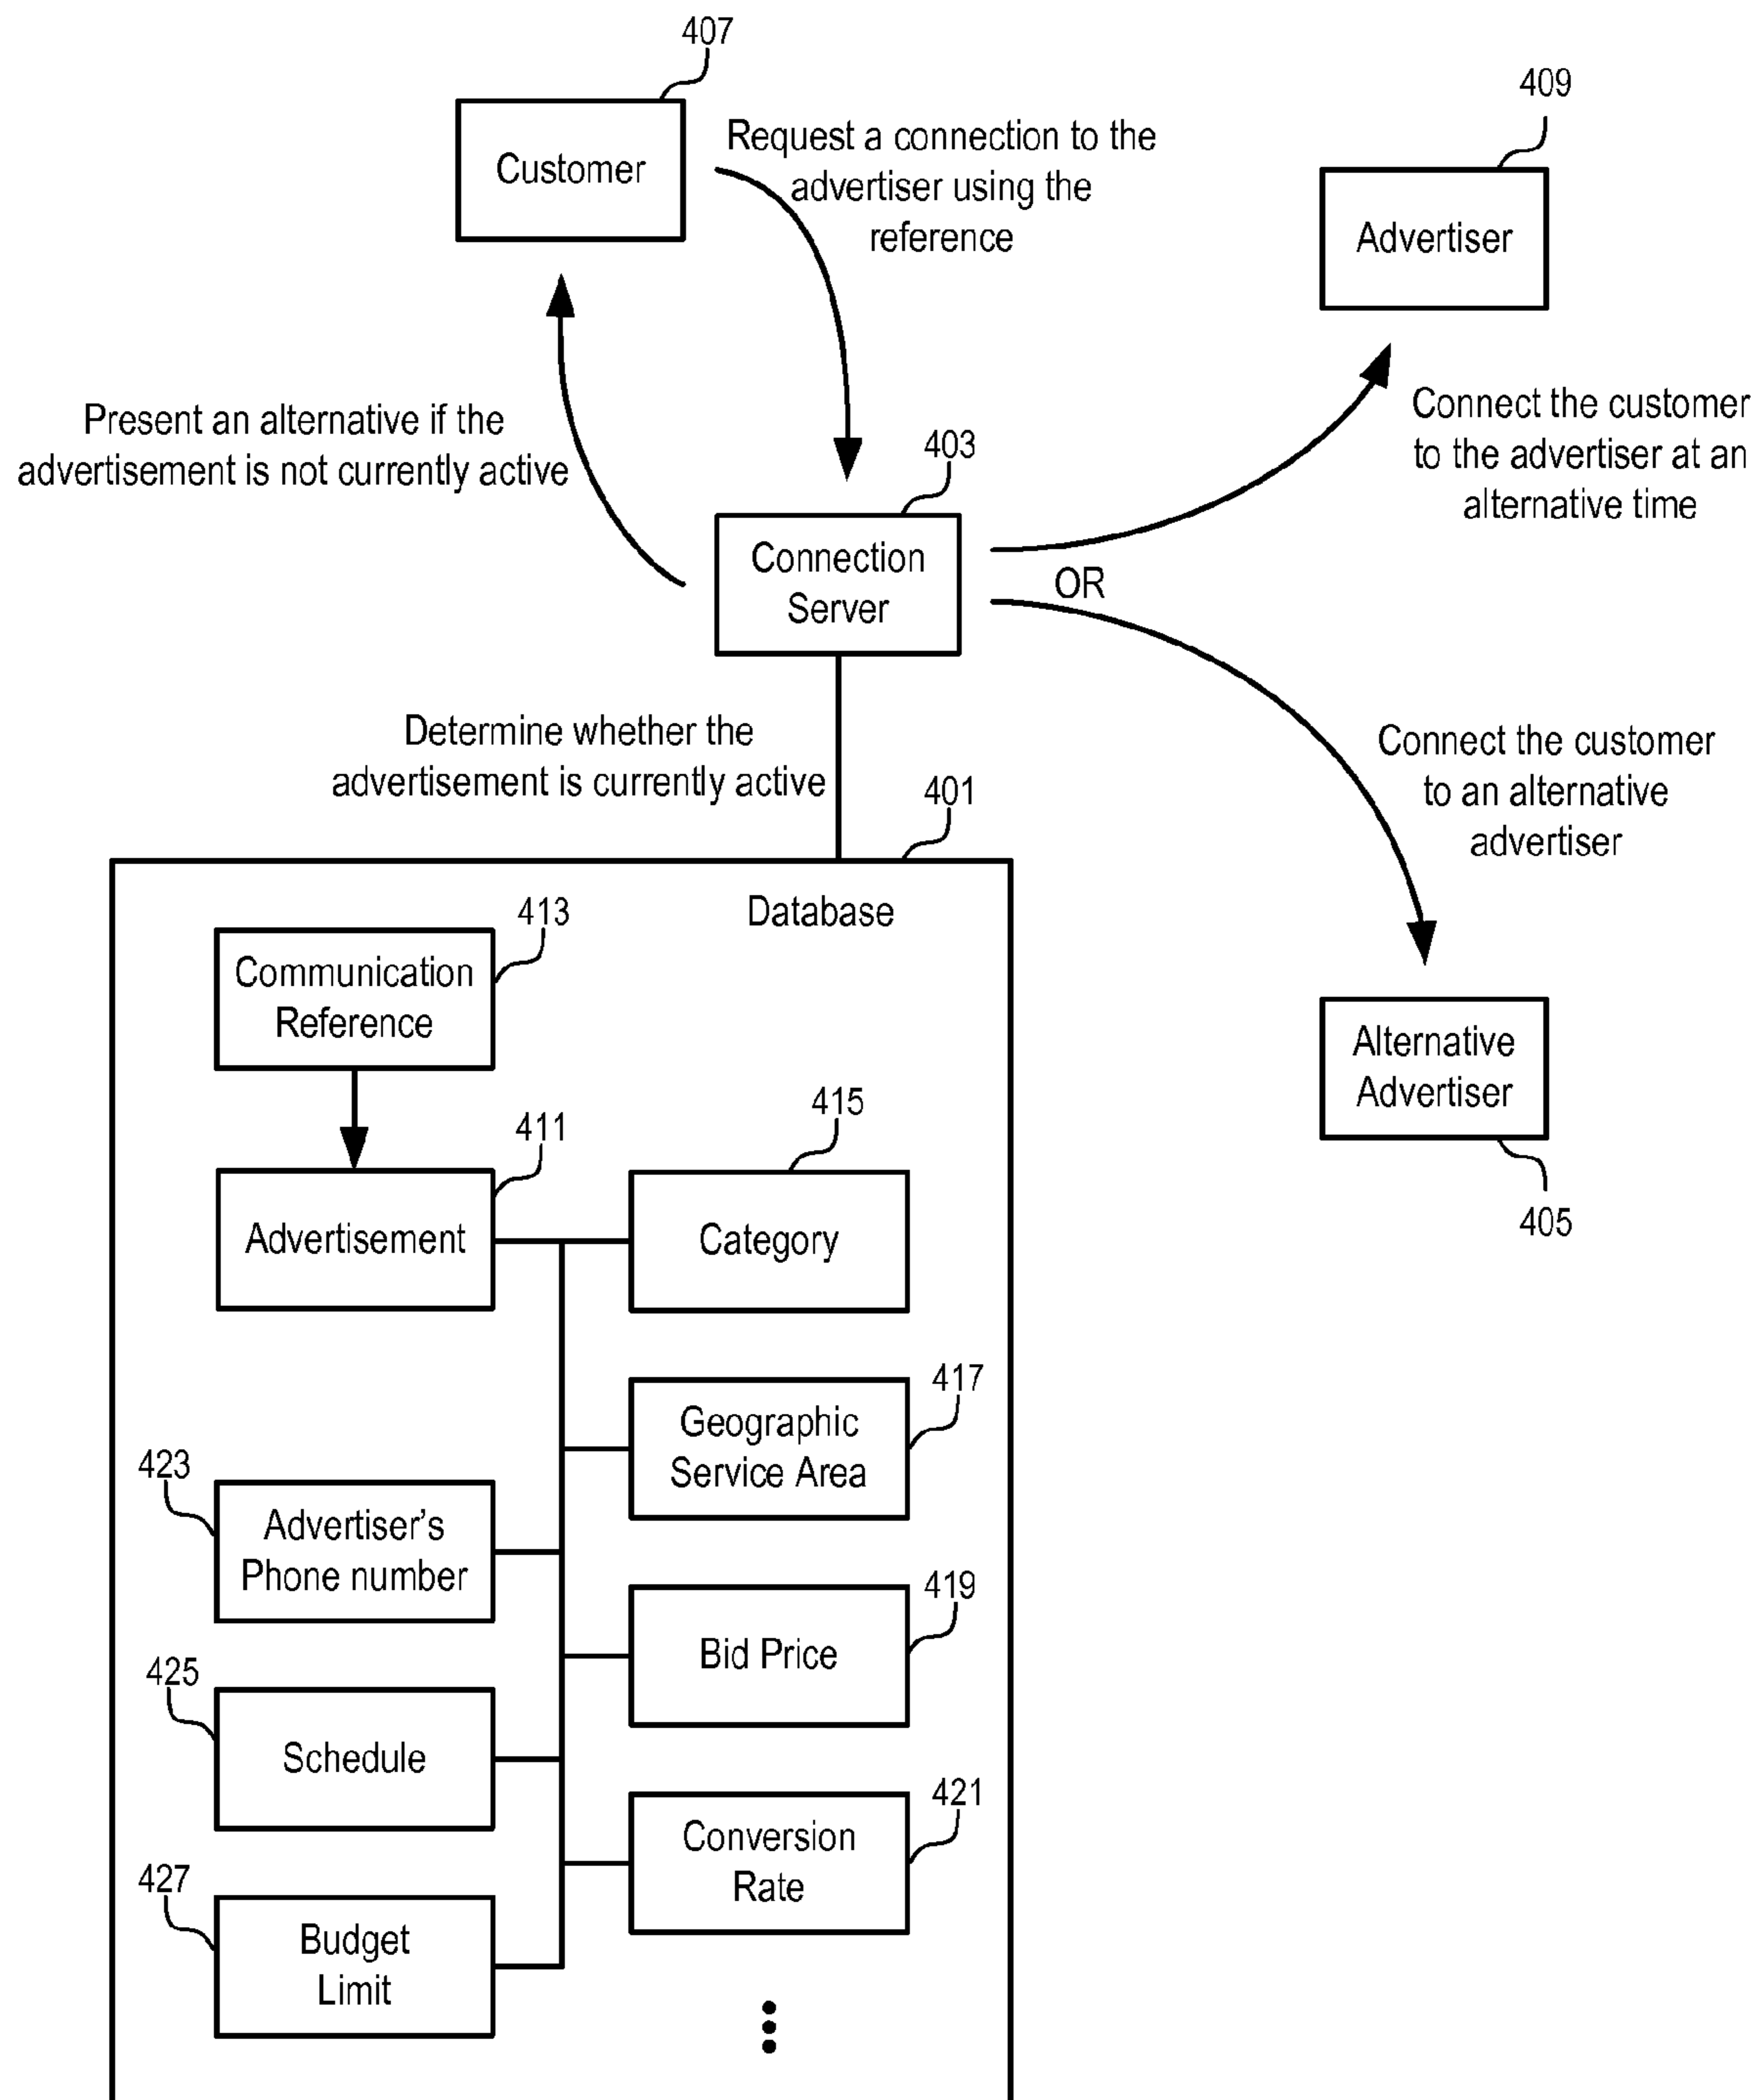 407
Customer
Request a connection to the
advertiser using the
reference
409
Advertiser
Present an alternative if the
advertisement is not currently active
403
Connection
Server
Connect the customer
to the advertiser at an
alternative time
OR
Determine whether the
advertisement is currently active
Connect the customer
to an alternative
advertiser
401
Database
413
Communication
Reference
Alternative
Advertiser
405
411
Advertisement
415
Category
417
Geographic
Service Area
423
Advertiser's
Phone number
419
Bid Price
425
Schedule
421
Conversion
Rate
427
Budget
Limit